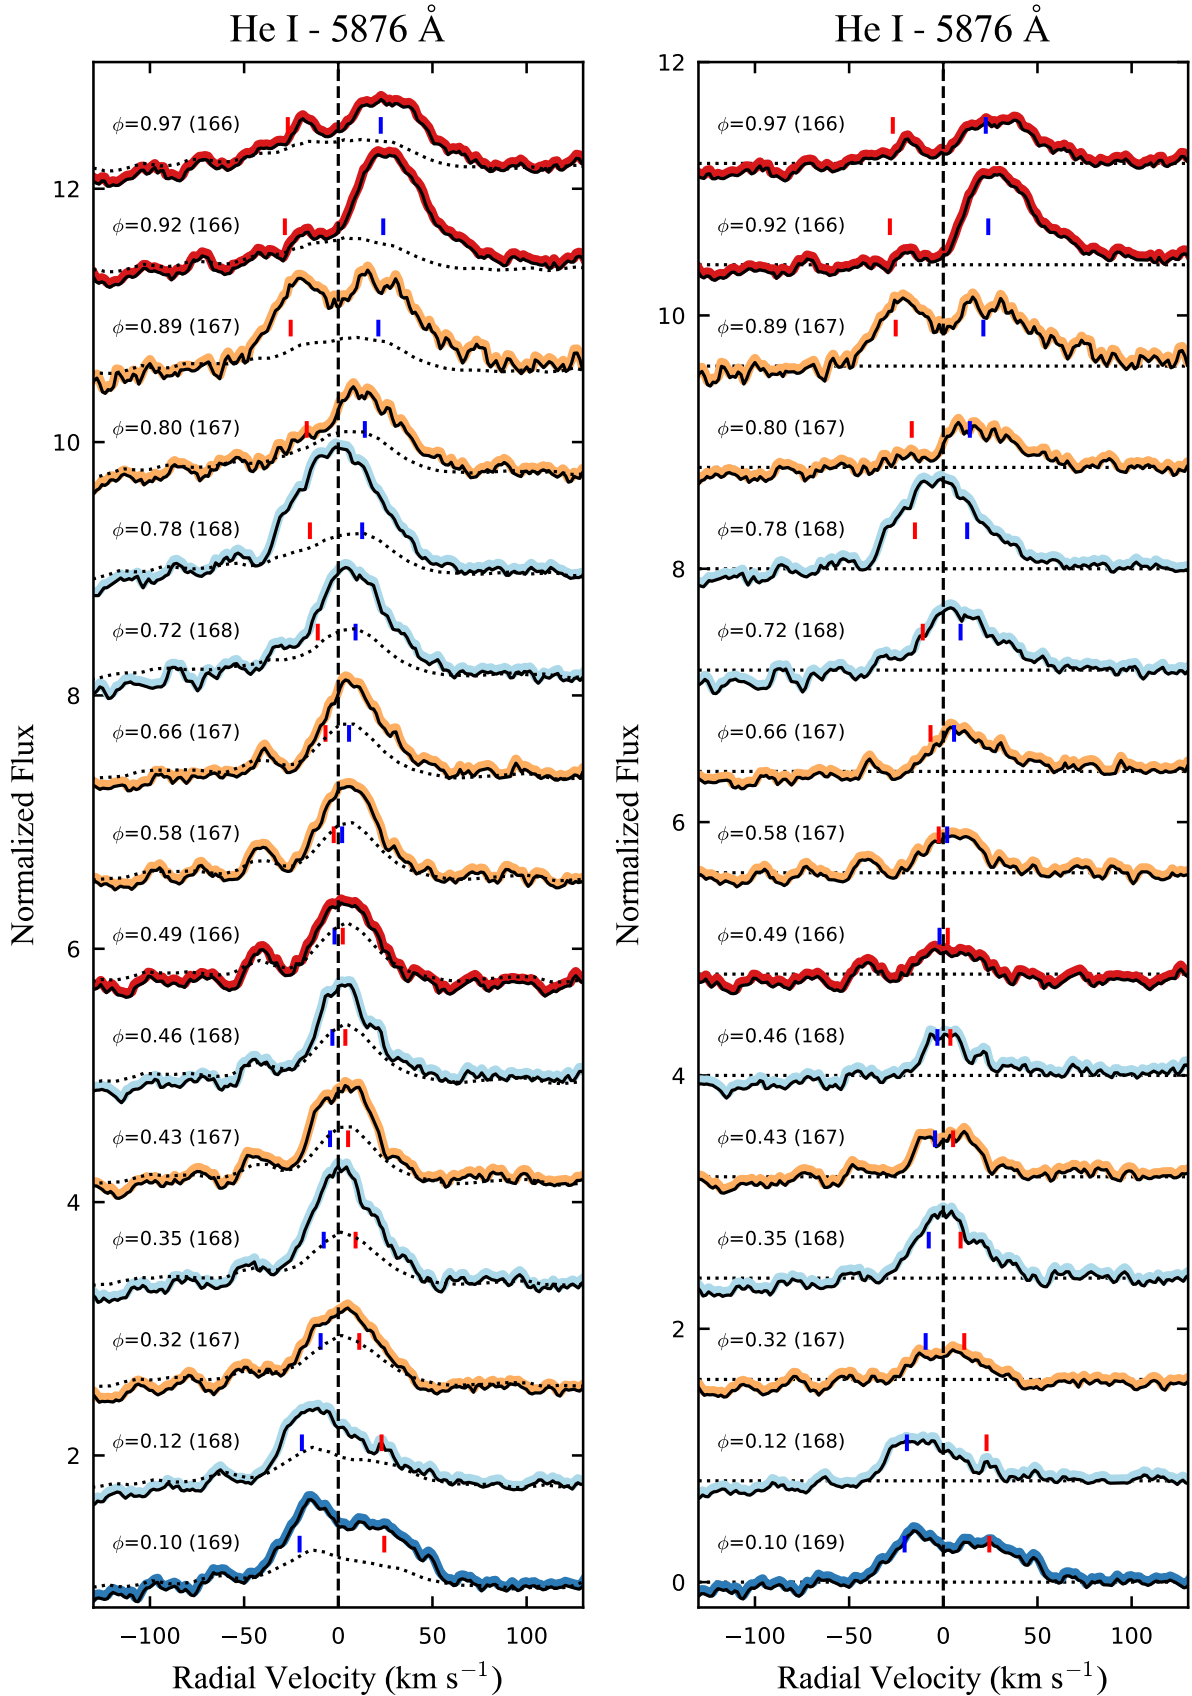 He I - 5876 Å
ϕ=0.97 (166)
ϕ=0.92 (166)
ϕ=0.89 (167)
ϕ=0.80 (167)
ϕ=0.78 (168)
ϕ=0.72 (168)
ϕ=0.66 (167)
ϕ=0.58 (167)
ϕ=0.49 (166)
ϕ=0.46 (168)
ϕ=0.43 (167)
ϕ=0.35 (168)
ϕ=0.32 (167)
ϕ=0.12 (168)
ϕ=0.10 (169)
12
10
8
6
4
2
Normalized Flux
−100 −50 0 50 100
Radial Velocity (km s⁻¹)
He I - 5876 Å
ϕ=0.97 (166)
ϕ=0.92 (166)
ϕ=0.89 (167)
ϕ=0.80 (167)
ϕ=0.78 (168)
ϕ=0.72 (168)
ϕ=0.66 (167)
ϕ=0.58 (167)
ϕ=0.49 (166)
ϕ=0.46 (168)
ϕ=0.43 (167)
ϕ=0.35 (168)
ϕ=0.32 (167)
ϕ=0.12 (168)
ϕ=0.10 (169)
12
10
8
6
4
2
0
Normalized Flux
−100 −50 0 50 100
Radial Velocity (km s⁻¹)